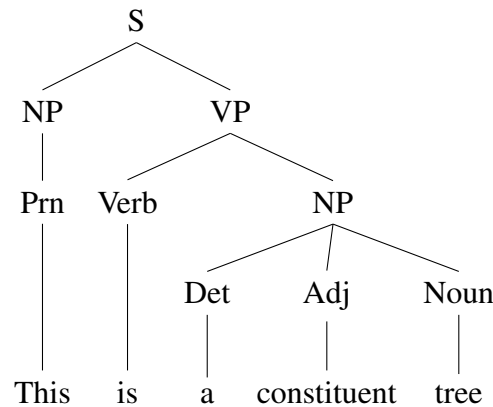 S
NP VP
Prn Verb NP
Det Adj Noun
This is a constituent tree